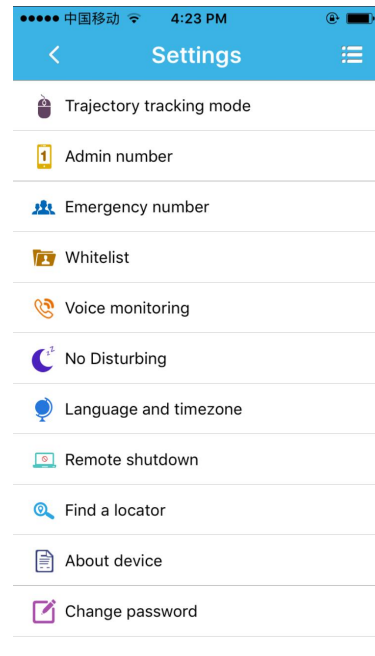 中国移动 4:23 PM
Settings
Trajectory tracking mode
1 Admin number
Emergency number
Whitelist
Voice monitoring
No Disturbing
Language and timezone
Remote shutdown
Find a locator
About device
Change password